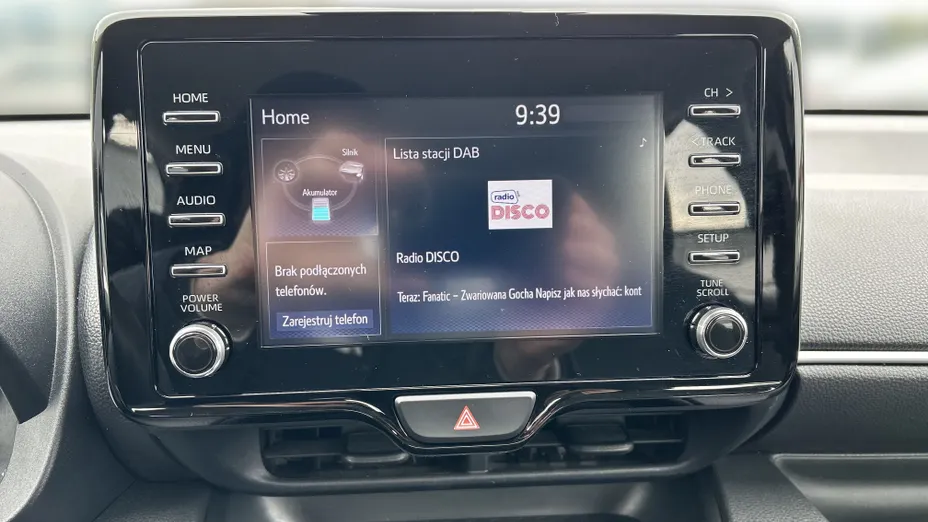 HOME
MENU
AUDIO
MAP
POWER
VOLUME
Home
9:39
Slnk
Akumulator
Brak podłączonych
telefonów.
Zarejestruj telefon
Lista stacji DAB
radio
DISCO
Radio DISCO
Teraz: Fanatic – Zwariowana Gocha Napisz jak nas słychać: kont
CH >
< TRACK
PHONE
SETUP
TUNE
SCROLL